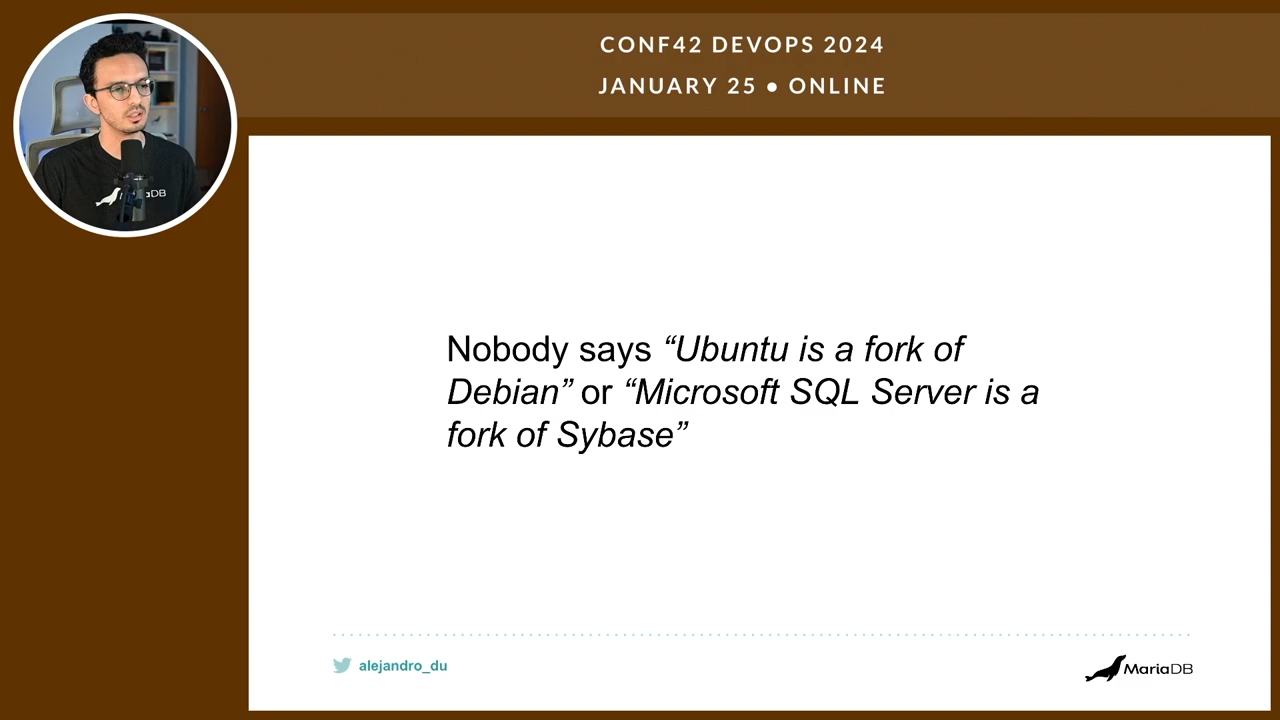 CONF42 DEVOPS 2024
JANUARY 25 • ONLINE
Nobody says “Ubuntu is a fork of
Debian” or “Microsoft SQL Server is a
fork of Sybase”
alejandro_du
MariaDB